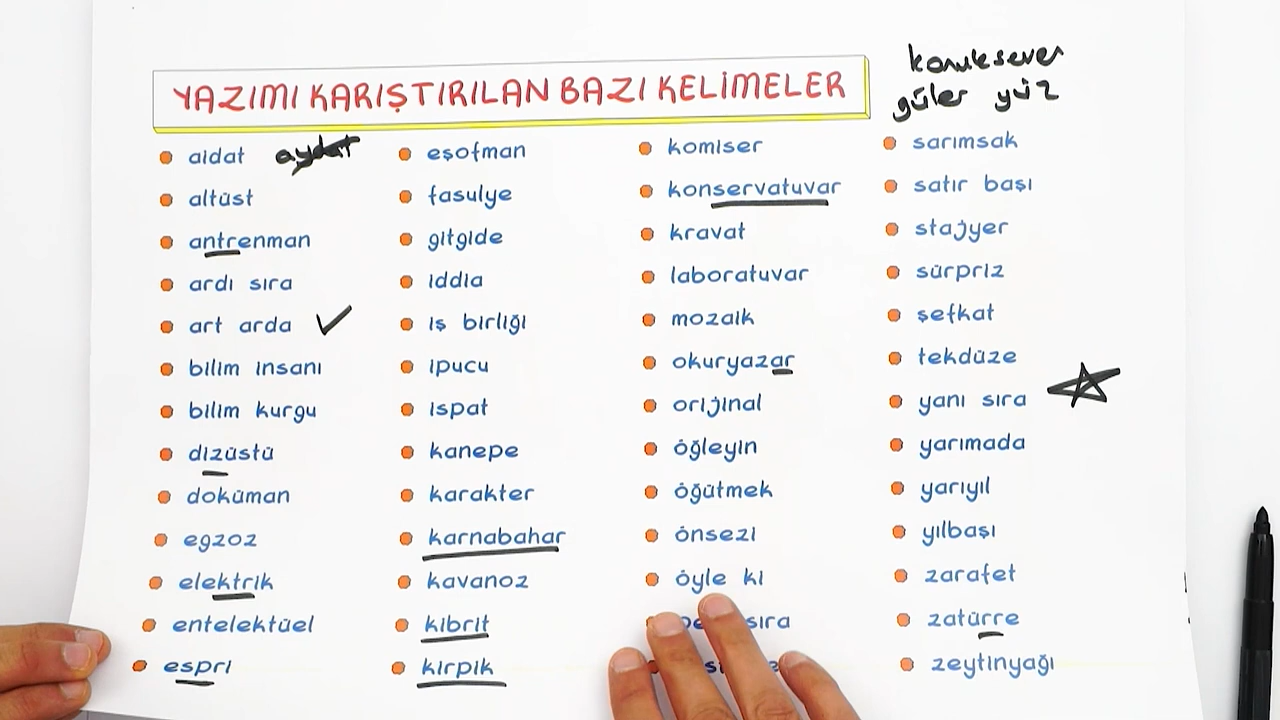 konuksever
güler yüz
YAZIMI KARIŞTIRILAN BAZI KELİMELER
aidat aydat
altüst
antrenman
ardı sıra
art arda
bilim insanı
bilim kurgu
dizüstü
doküman
egzoz
elektrik
entelektüel
espri
eşofman
fasulye
gitgide
iddia
iş birliği
ipucu
ispat
kanepe
karakter
karnabahar
kavanoz
kibrit
kirpik
komiser
konservatuvar
kravat
laboratuvar
mozaik
okuryazar
orijinal
öğleyin
öğütmek
önsezi
öyle ki
sıra
sarımsak
satır başı
stajyer
sürpriz
şefkat
tekdüze
yanı sıra
yarımada
yarıyıl
yılbaşı
zarafet
zatürre
zeytinyağı